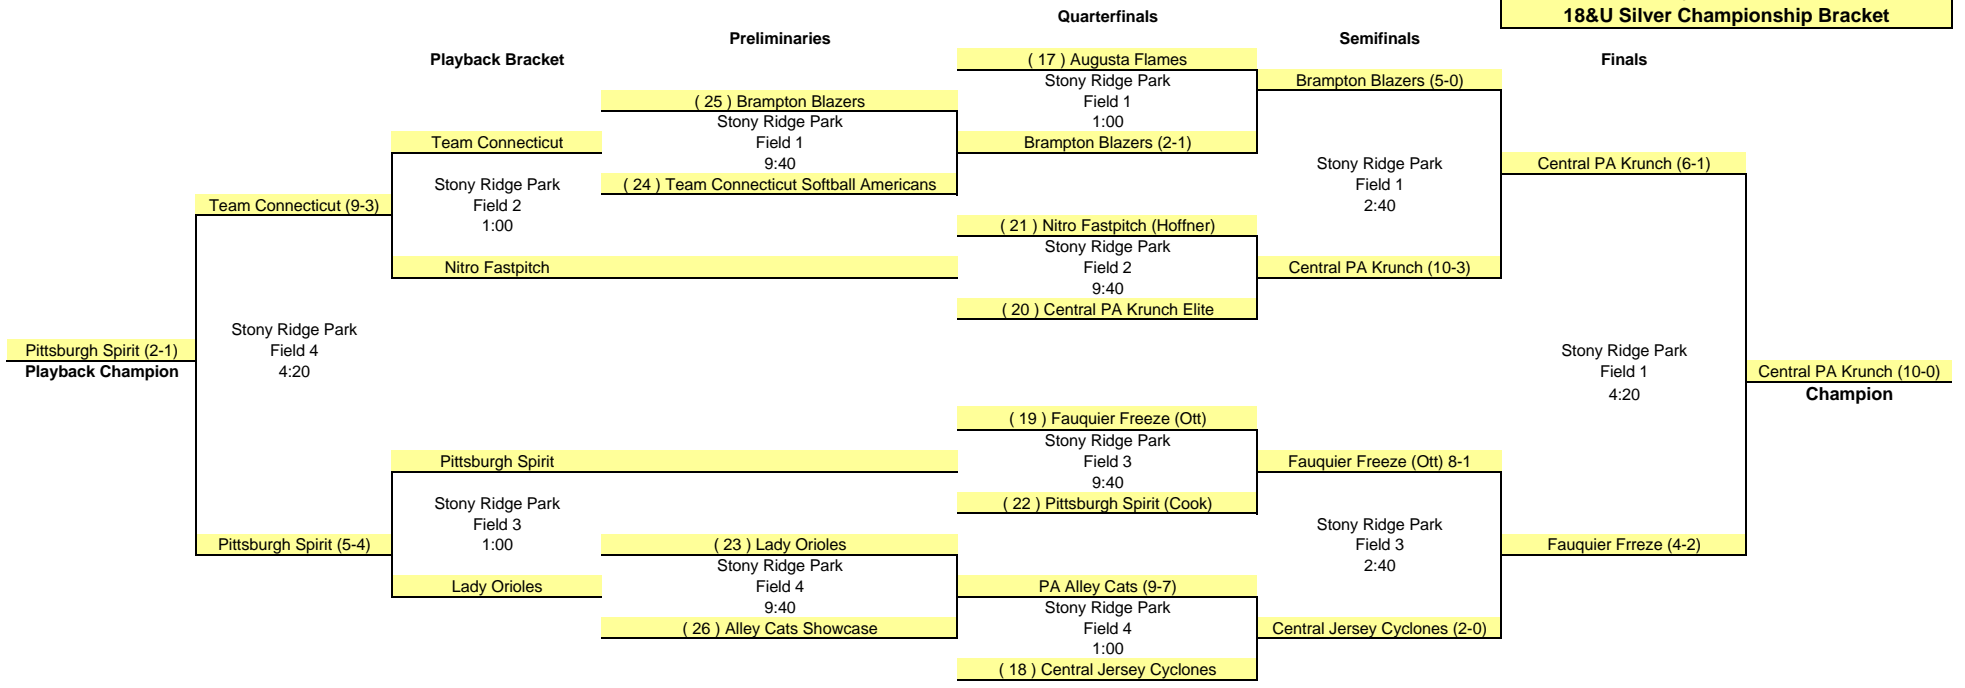 Quarterfinals
18&U Silver Championship Bracket
Preliminaries
Semifinals
Playback Bracket
( 17 ) Augusta Flames
Finals
Stony Ridge Park
Brampton Blazers (5-0)
( 25 ) Brampton Blazers
Field 1
Stony Ridge Park
1:00
Team Connecticut
Field 1
Brampton Blazers (2-1)
9:40
Stony Ridge Park
Central PA Krunch (6-1)
Stony Ridge Park
( 24 ) Team Connecticut Softball Americans
Field 1
Team Connecticut (9-3)
Field 2
2:40
1:00
( 21 ) Nitro Fastpitch (Hoffner)
Stony Ridge Park
Nitro Fastpitch
Field 2
Central PA Krunch (10-3)
9:40
( 20 ) Central PA Krunch Elite
Stony Ridge Park
Pittsburgh Spirit (2-1)
Field 4
Stony Ridge Park
Playback Champion
4:20
Field 1
Central PA Krunch (10-0)
4:20
Champion
( 19 ) Fauquier Freeze (Ott)
Stony Ridge Park
Pittsburgh Spirit
Field 3
Fauquier Freeze (Ott) 8-1
9:40
Stony Ridge Park
( 22 ) Pittsburgh Spirit (Cook)
Field 3
Stony Ridge Park
Pittsburgh Spirit (5-4)
1:00
( 23 ) Lady Orioles
Field 3
Fauquier Frreze (4-2)
Stony Ridge Park
2:40
Lady Orioles
Field 4
PA Alley Cats (9-7)
9:40
Stony Ridge Park
( 26 ) Alley Cats Showcase
Field 4
Central Jersey Cyclones (2-0)
1:00
( 18 ) Central Jersey Cyclones